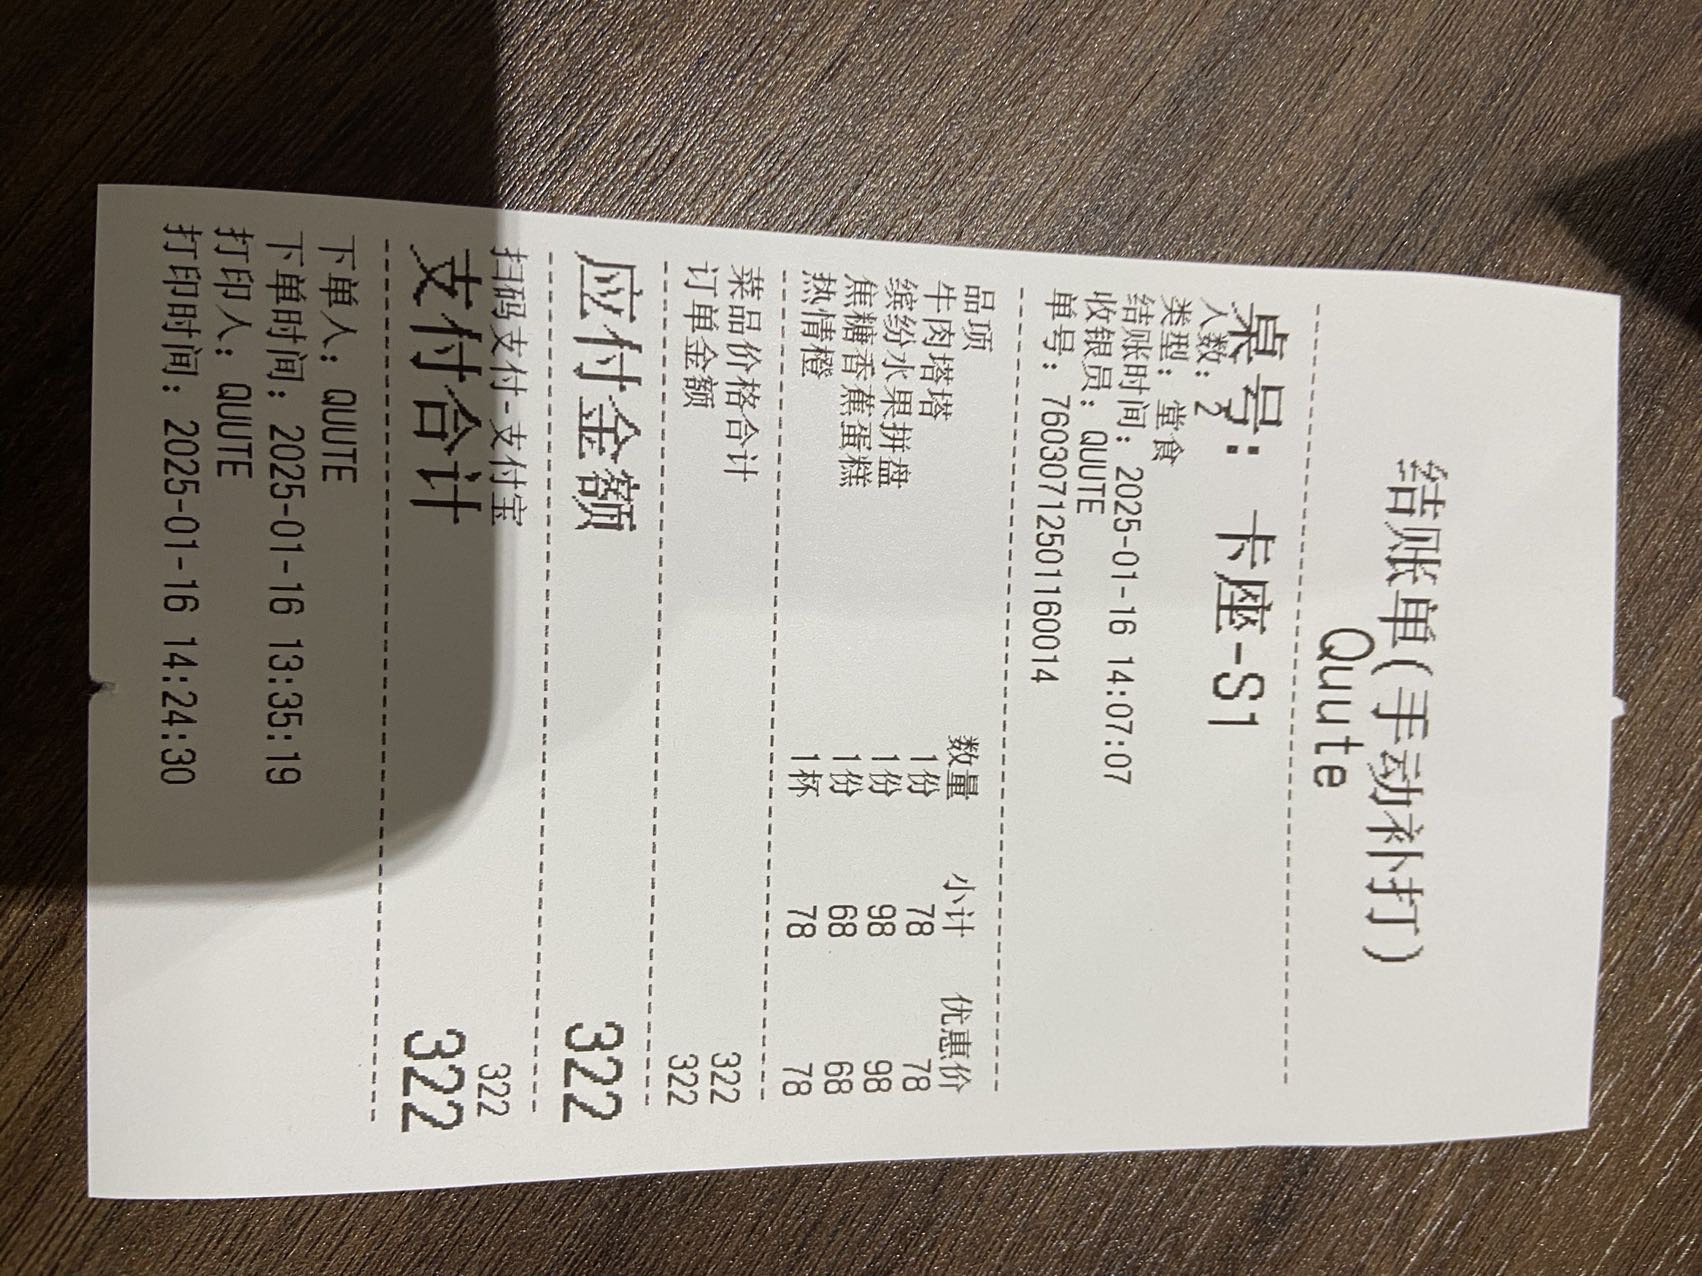 结账单(手动补打)
Quute
桌号: 卡座-S1
人数: 2
类型: 堂食
结账时间: 2025-01-16 14:07:07
收银员: QUUTE
单号: 76030712501160014
品项 数量 小计 优惠价
牛肉塔塔 1份 78 78
缤纷水果拼盘 1份 98 98
焦糖香蕉蛋糕 1份 68 68
热情橙 1杯 78 78
菜品价格合计 322
订单金额 322
应付金额 322
扫码支付-支付宝 322
支付合计 322
下单人: QUUTE
下单时间: 2025-01-16 13:35:19
打印人: QUUTE
打印时间: 2025-01-16 14:24:30